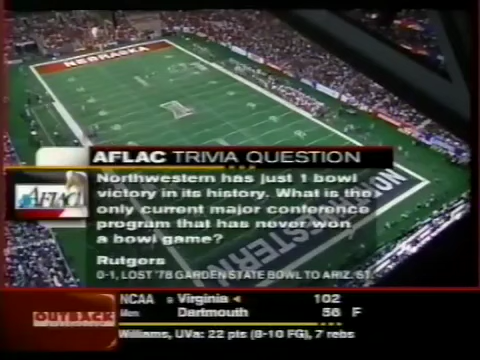 NEBRASKA
AFLAC TRIVIA QUESTION
Northwestern has just 1 bowl
victory in its history. What is the
only current major conference
program that has never won
a bowl game?
Rutgers
0-1, LOST '78 GARDEN STATE BOWL TO ARIZ. ST.
AFLAC
NORTHWESTERN
OUTBACK
NCAA Virginia 102
Men Dartmouth 56 F
Williams, UVa: 22 pts (8-10 FG), 7 rebs